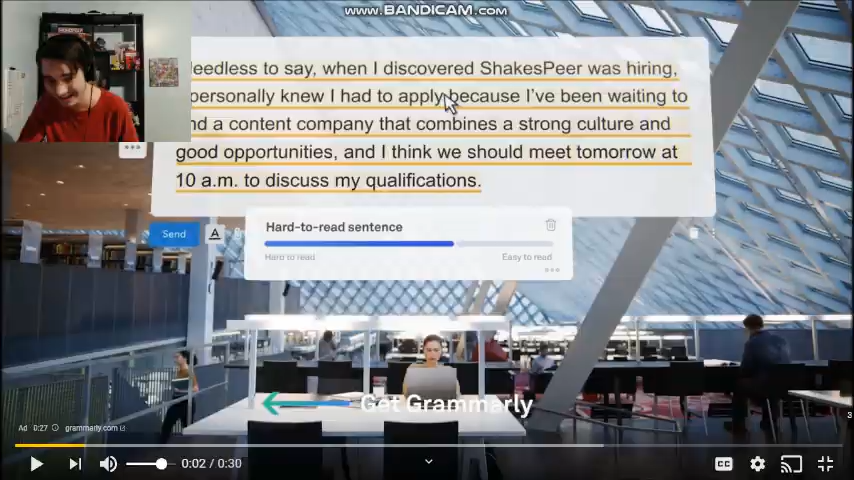 www.BANDICAM.com
eedless to say, when I discovered ShakesPeer was hiring,
personally knew I had to apply because I've been waiting to
nd a content company that combines a strong culture and
good opportunities, and I think we should meet tomorrow at
10 a.m. to discuss my qualifications.
Send A
Hard-to-read sentence
Hard to read Easy to read
Get Grammarly
Ad · 0:27 grammarly.com
0:02 / 0:30
CC